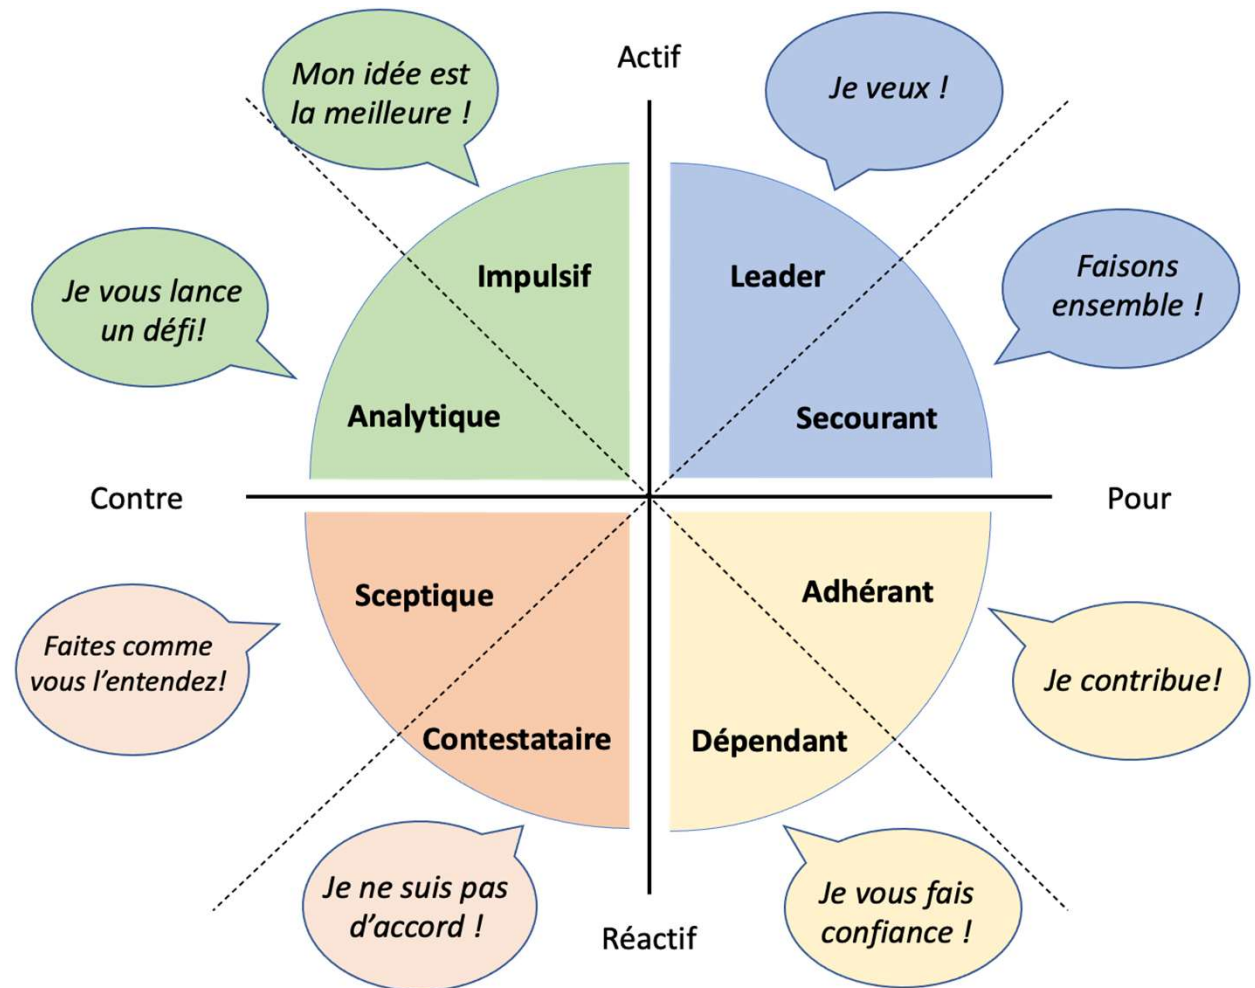 Actif
Mon idée est
la meilleure !
Je veux !
Je vous lance
un défi!
Faisons
ensemble !
Impulsif
Leader
Analytique
Secourant
Contre
Pour
Sceptique
Adhérant
Faites comme
vous l’entendez!
Je contribue!
Contestataire
Dépendant
Je ne suis pas
d’accord !
Je vous fais
confiance !
Réactif